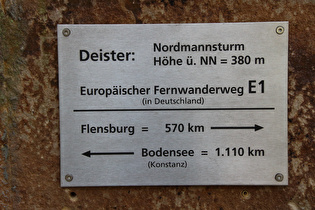 Deister: Nordmannsturm
Höhe ü. NN = 380 m
Europäischer Fernwanderweg E1
(in Deutschland)
Flensburg = 570 km →
← Bodensee = 1.110 km
(Konstanz)